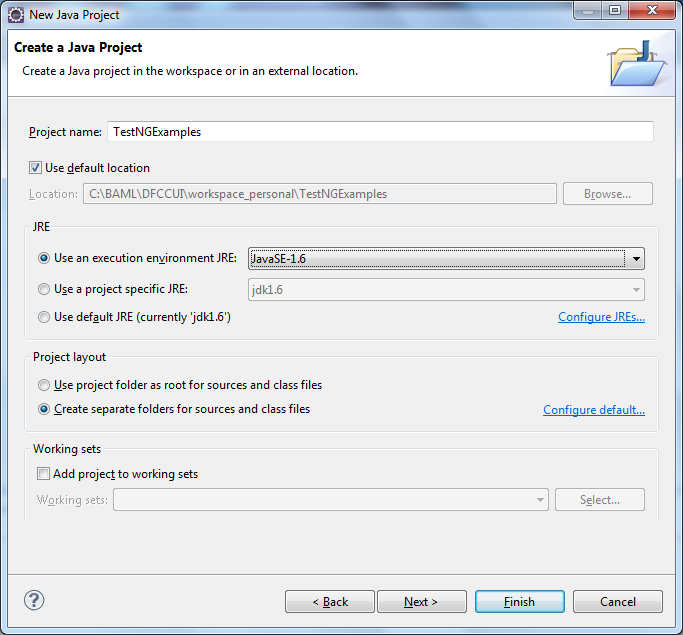 New Java Project
Create a Java Project
Create a Java project in the workspace or in an external location.
Project name: TestNGExamples
Use default location
Location: C:\BAML\DFCCUI\workspace_personal\TestNGExamples Browse...
JRE
Use an execution environment JRE: JavaSE-1.6
Use a project specific JRE: jdk1.6
Use default JRE (currently 'jdk1.6') Configure JREs...
Project layout
Use project folder as root for sources and class files
Create separate folders for sources and class files Configure default...
Working sets
Add project to working sets
Working sets: Select...
? < Back Next > Finish Cancel